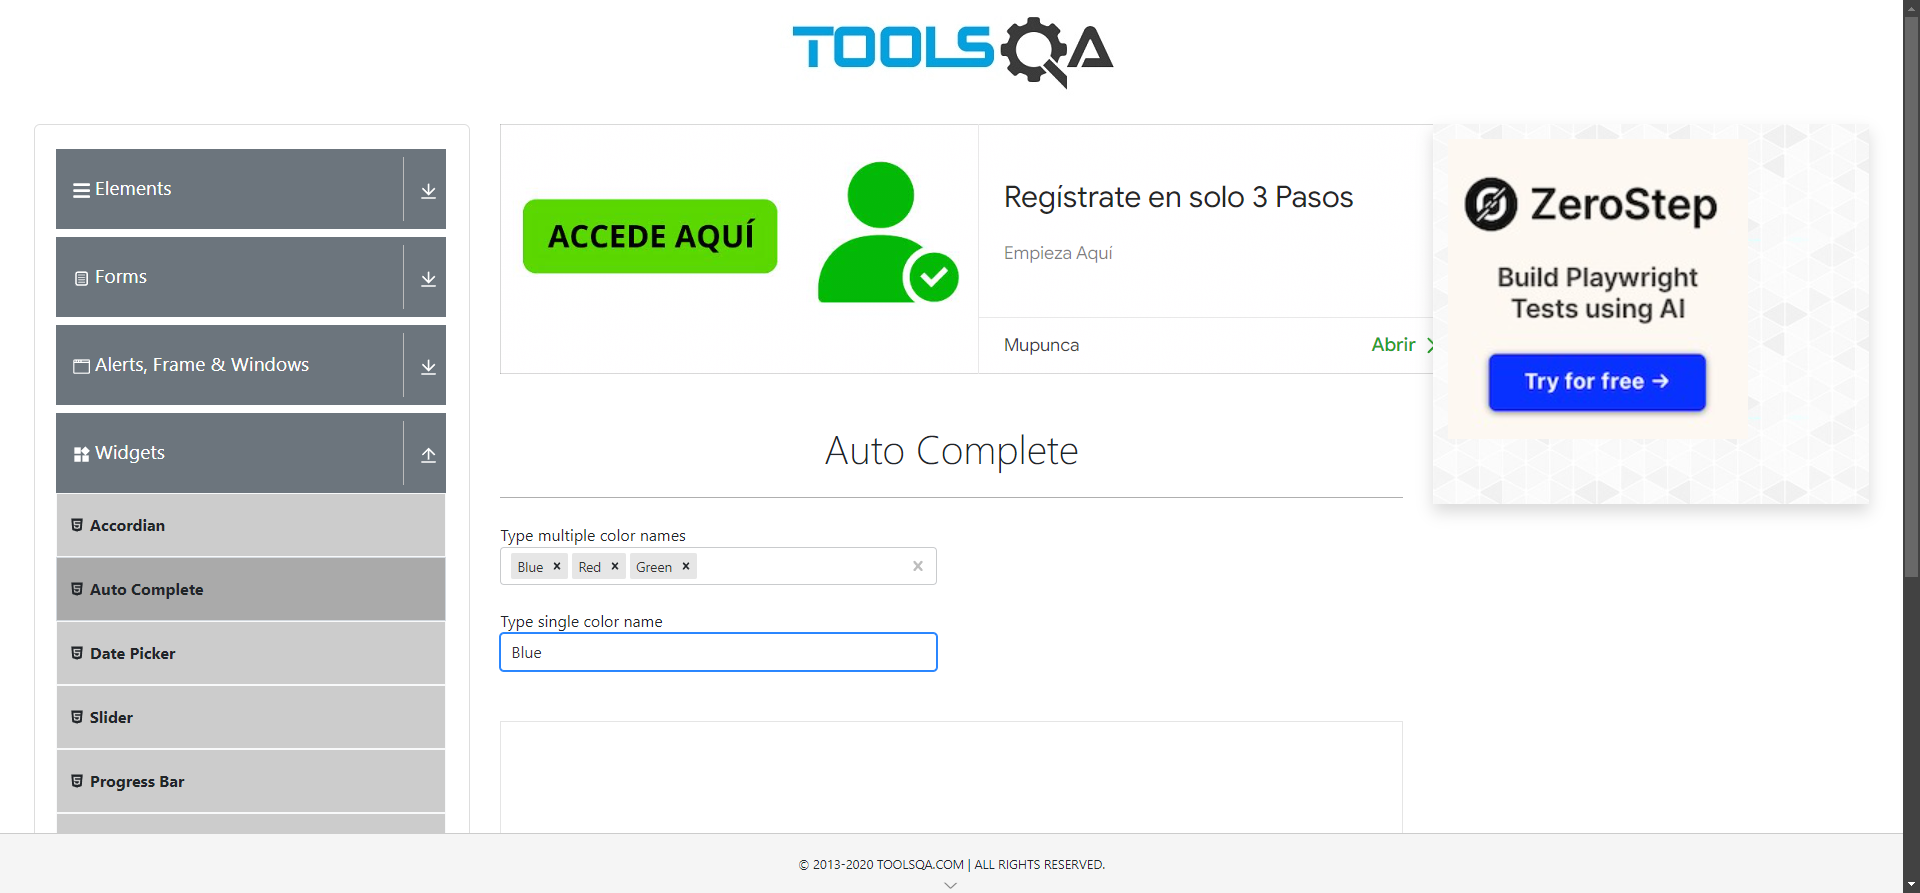 TOOLSQA
Elements
Forms
Alerts, Frame & Windows
Widgets
Accordian
Auto Complete
Date Picker
Slider
Progress Bar
ACCEDE AQUÍ
Regístrate en solo 3 Pasos
Empieza Aquí
Mupunca
Abrir
ZeroStep
Build Playwright
Tests using AI
Try for free →
Auto Complete
Type multiple color names
Blue × Red × Green ×
Type single color name
Blue
© 2013-2020 TOOLSQA.COM | ALL RIGHTS RESERVED.